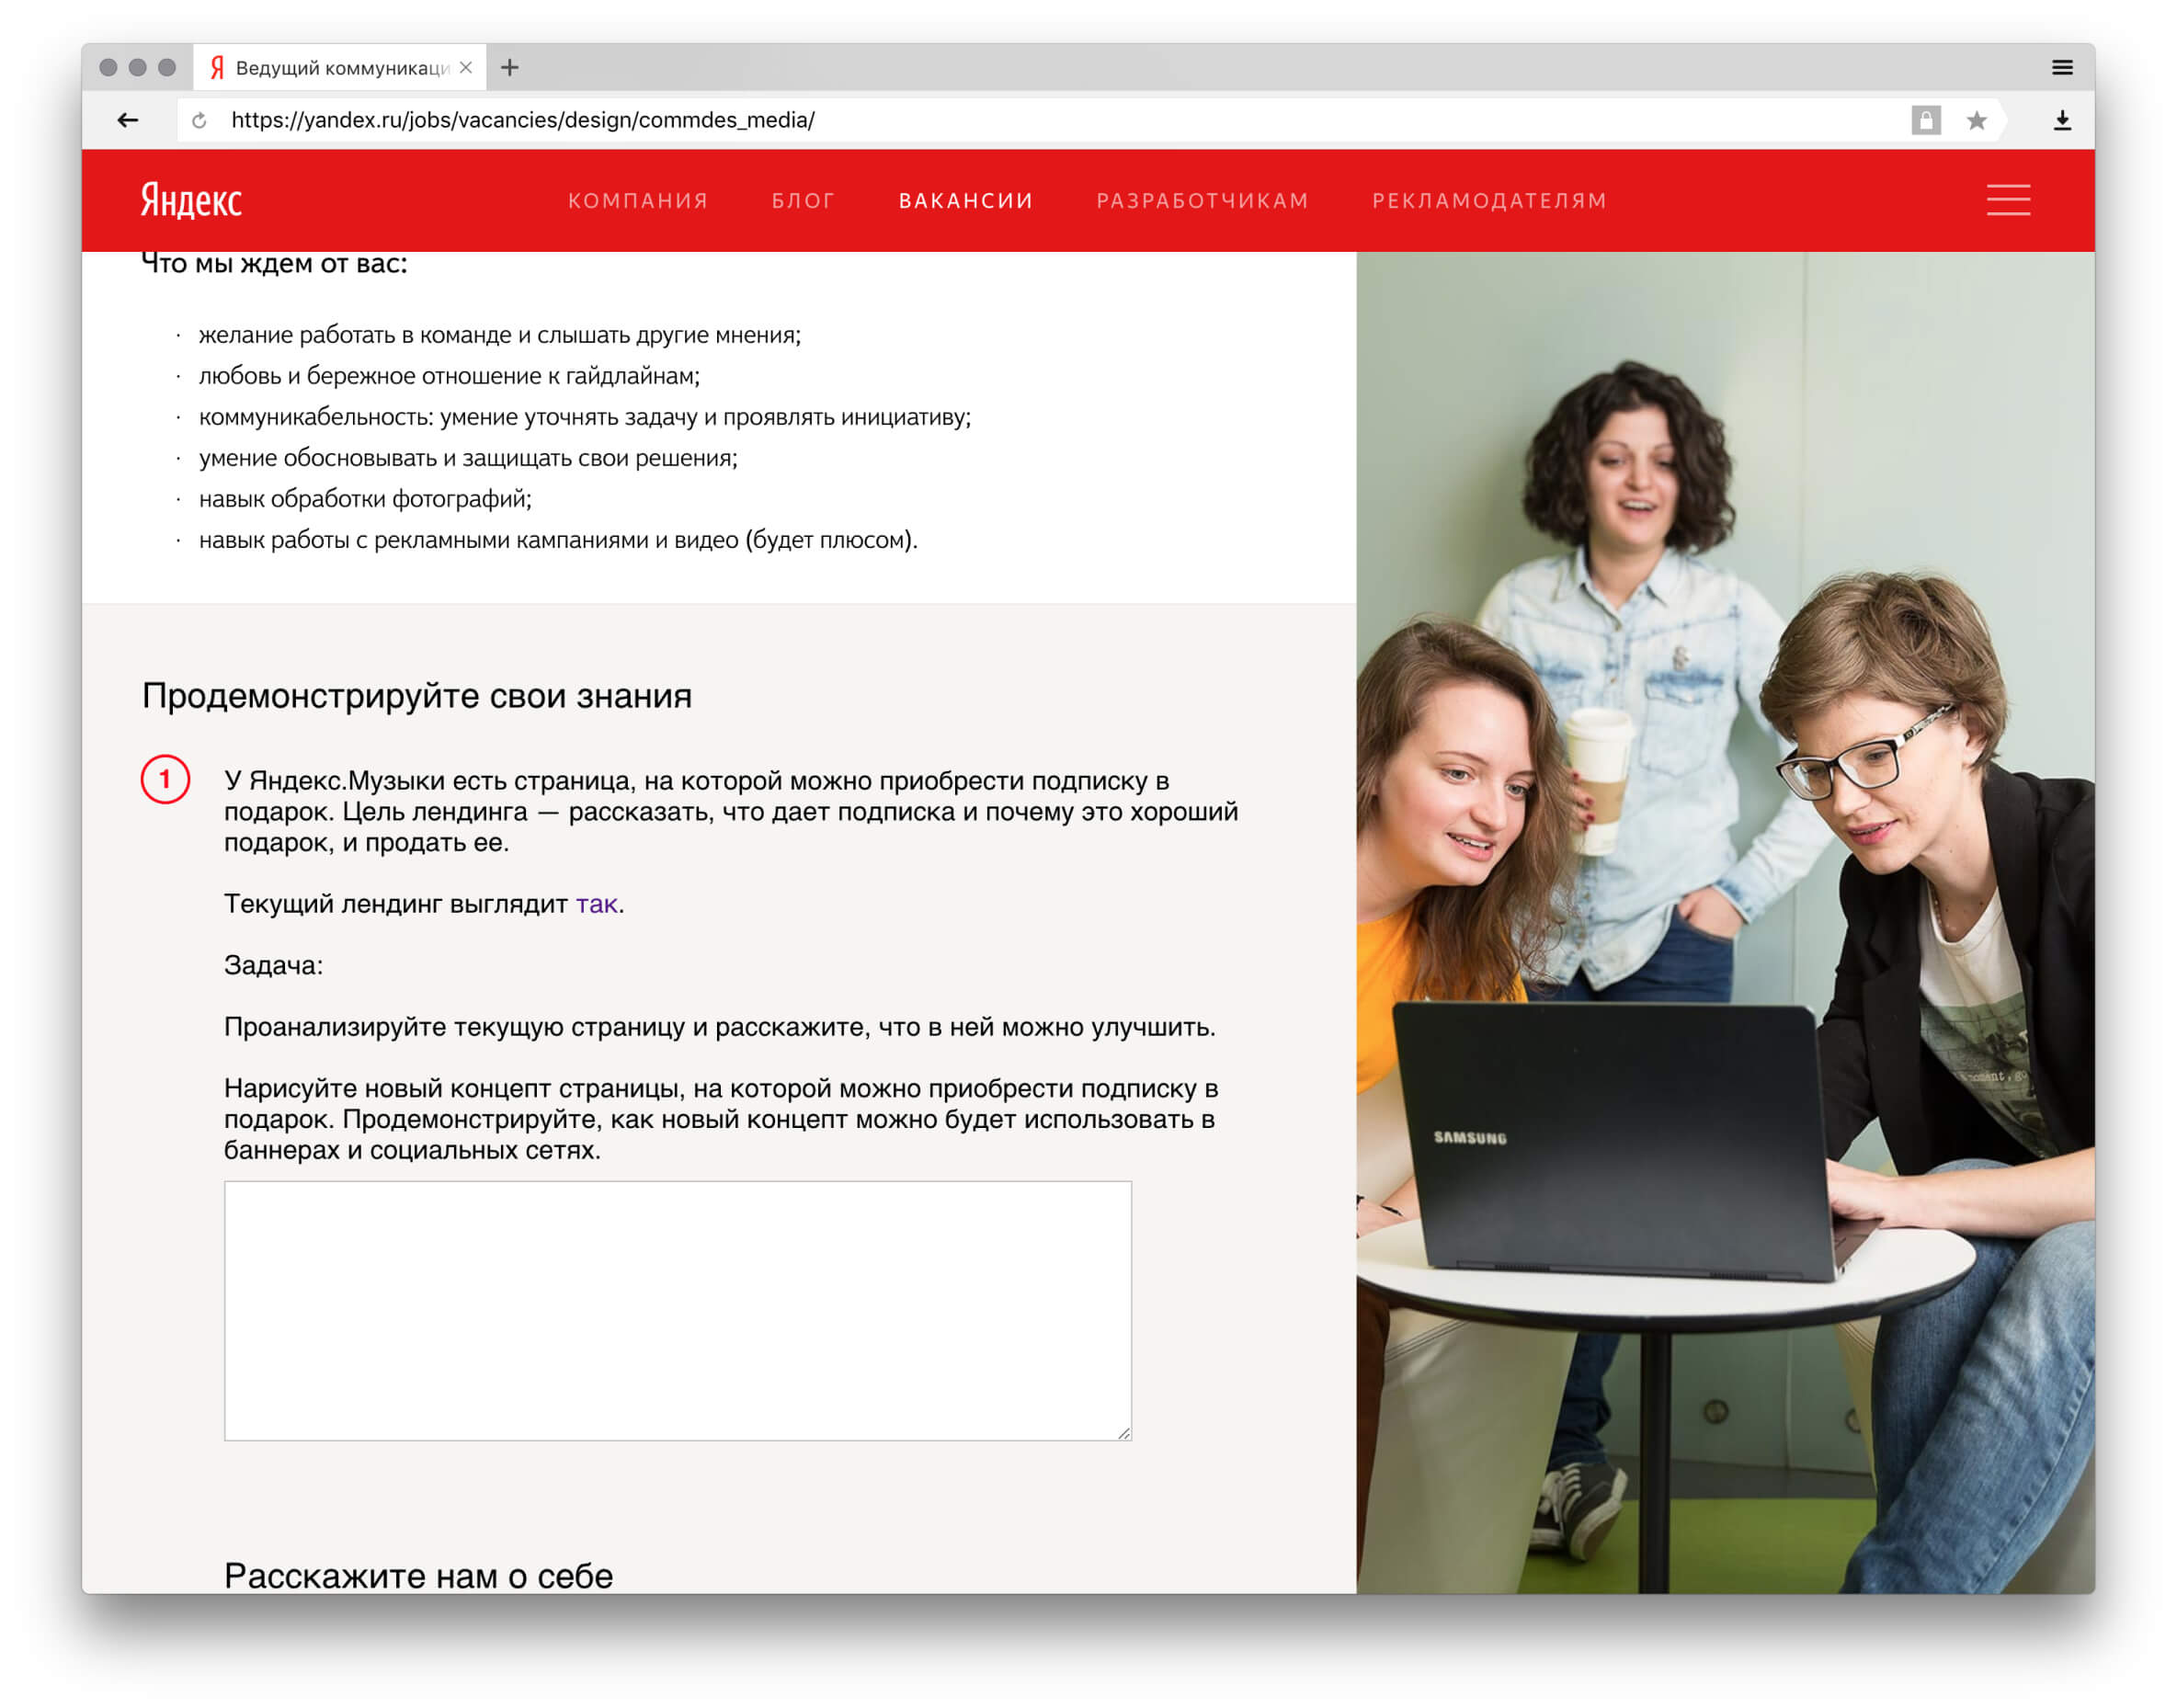 Я Ведущий коммуникаци
https://yandex.ru/jobs/vacancies/design/commdes_media/
Яндекс
КОМПАНИЯ БЛОГ ВАКАНСИИ РАЗРАБОТЧИКАМ РЕКЛАМОДАТЕЛЯМ
Что мы ждем от вас:
· желание работать в команде и слышать другие мнения;
· любовь и бережное отношение к гайдлайнам;
· коммуникабельность: умение уточнять задачу и проявлять инициативу;
· умение обосновывать и защищать свои решения;
· навык обработки фотографий;
· навык работы с рекламными кампаниями и видео (будет плюсом).
Продемонстрируйте свои знания
1 У Яндекс.Музыки есть страница, на которой можно приобрести подписку в
подарок. Цель лендинга — рассказать, что дает подписка и почему это хороший
подарок, и продать ее.
Текущий лендинг выглядит так.
Задача:
Проанализируйте текущую страницу и расскажите, что в ней можно улучшить.
Нарисуйте новый концепт страницы, на которой можно приобрести подписку в
подарок. Продемонстрируйте, как новый концепт можно будет использовать в
баннерах и социальных сетях.
Расскажите нам о себе
SAMSUNG